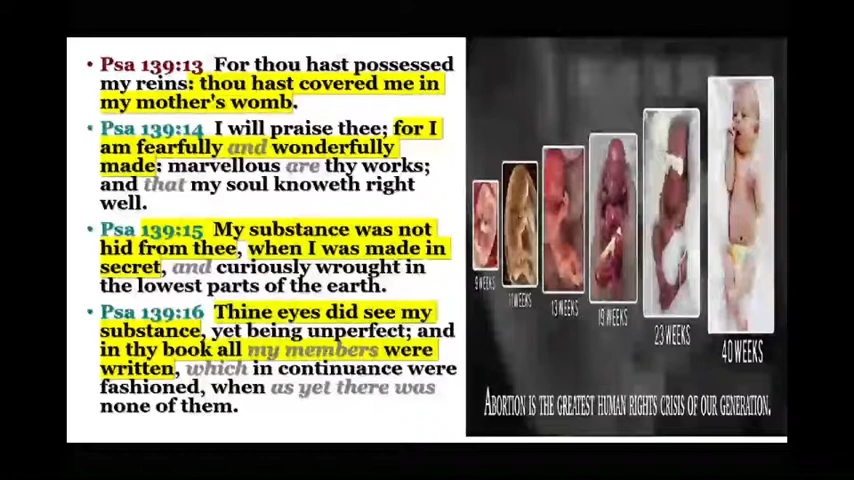 • Psa 139:13 For thou hast possessed
my reins: thou hast covered me in
my mother's womb.
• Psa 139:14 I will praise thee; for I
am fearfully and wonderfully
made: marvellous are thy works;
and that my soul knoweth right
well.
• Psa 139:15 My substance was not
hid from thee, when I was made in
secret, and curiously wrought in
the lowest parts of the earth.
• Psa 139:16 Thine eyes did see my
substance, yet being unperfect; and
in thy book all my members were
written, which in continuance were
fashioned, when as yet there was
none of them.
9 WEEKS
11 WEEKS
13 WEEKS
19 WEEKS
23 WEEKS
40 WEEKS
ABORTION IS THE GREATEST HUMAN RIGHTS CRISIS OF OUR GENERATION.